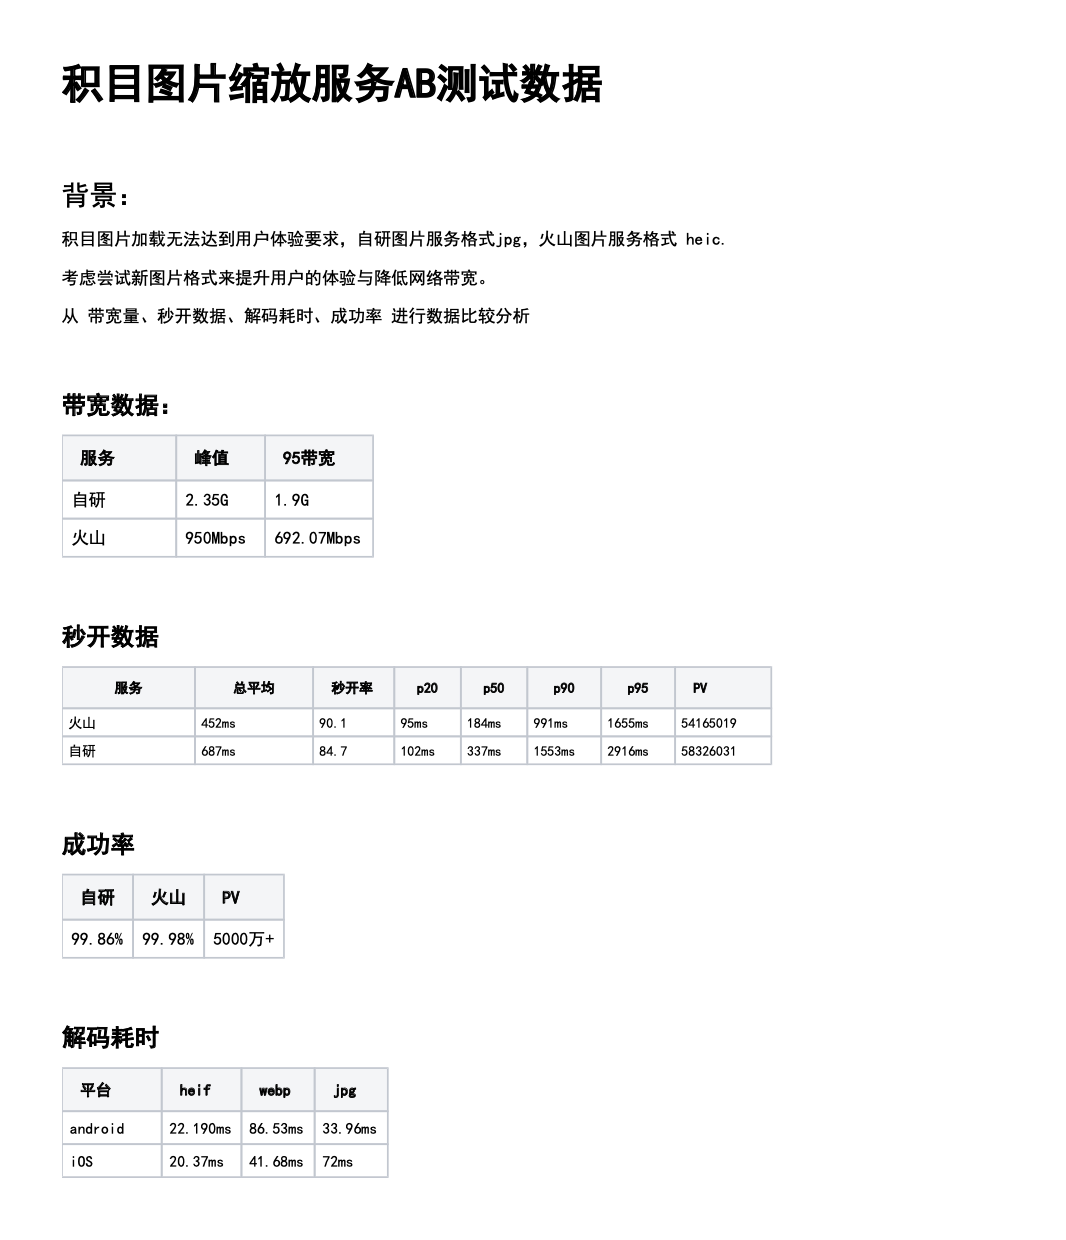 积目图片缩放服务AB测试数据
背景：
积目图片加载无法达到用户体验要求，自研图片服务格式jpg，火山图片服务格式 heic.
考虑尝试新图片格式来提升用户的体验与降低网络带宽。
从 带宽量、秒开数据、解码耗时、成功率 进行数据比较分析
带宽数据：
服务 峰值 95带宽
自研 2.35G 1.9G
火山 950Mbps 692.07Mbps
秒开数据
服务 总平均 秒开率 p20 p50 p90 p95 PV
火山 452ms 90.1 95ms 184ms 991ms 1655ms 54165019
自研 687ms 84.7 102ms 337ms 1553ms 2916ms 58326031
成功率
自研 火山 PV
99.86% 99.98% 5000万+
解码耗时
平台 heif webp jpg
android 22.190ms 86.53ms 33.96ms
iOS 20.37ms 41.68ms 72ms